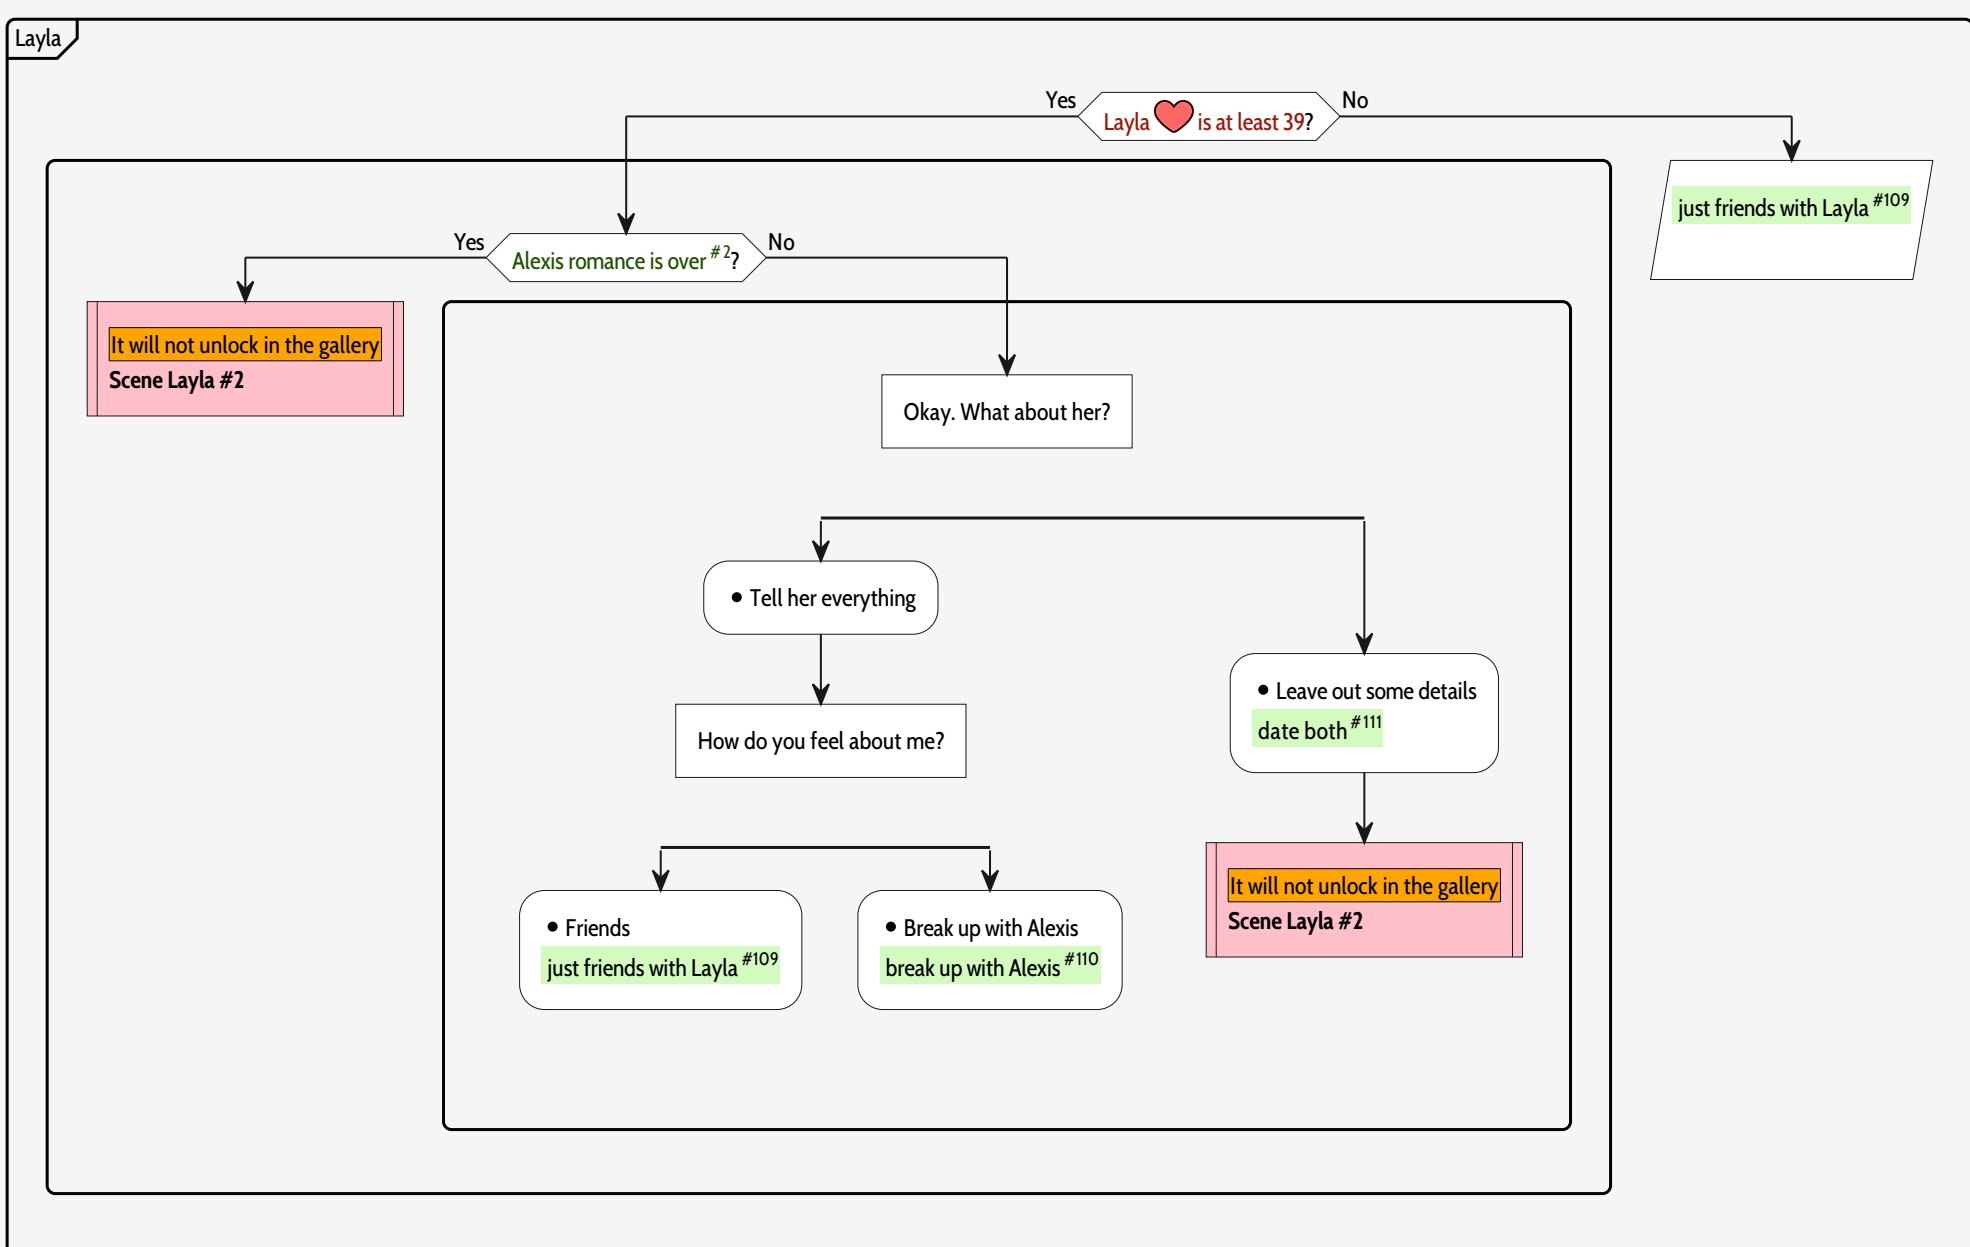 Layla
Yes
Layla is at least 39?
No
just friends with Layla #109
Yes
Alexis romance is over #2?
No
It will not unlock in the gallery
Scene Layla #2
Okay. What about her?
• Tell her everything
• Leave out some details
date both #111
How do you feel about me?
It will not unlock in the gallery
Scene Layla #2
• Friends
just friends with Layla #109
• Break up with Alexis
break up with Alexis #110